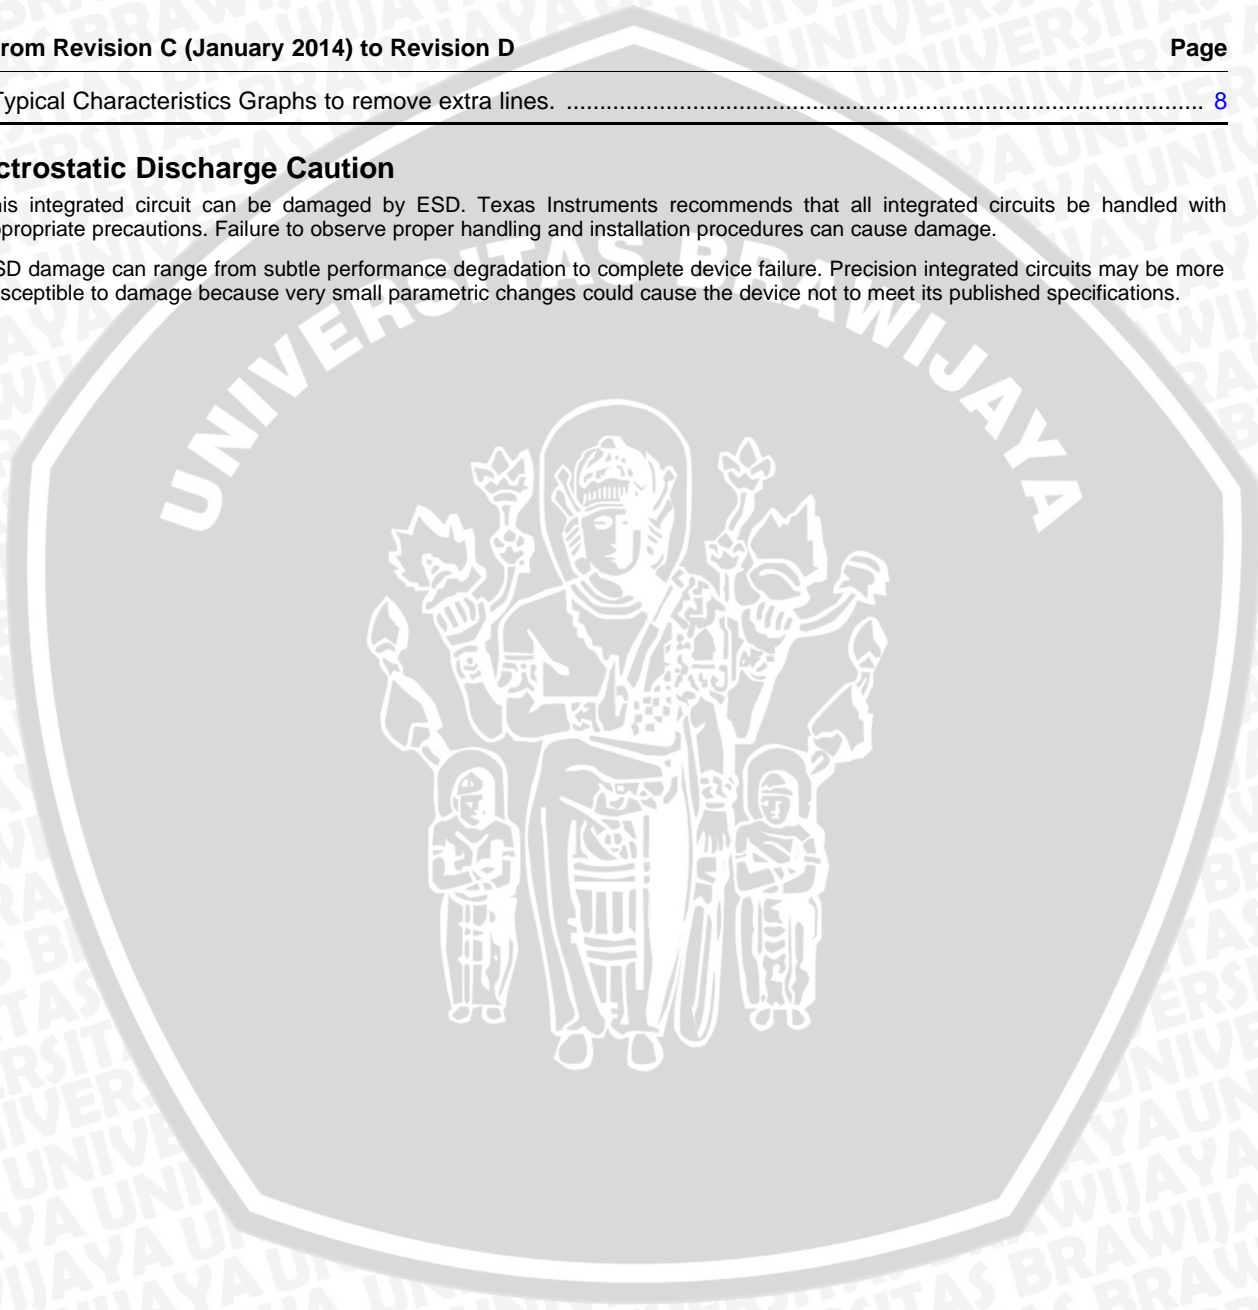 rom Revision C (January 2014) to Revision D Page
Typical Characteristics Graphs to remove extra lines. ........................................................................................................ 8
ctrostatic Discharge Caution
his integrated circuit can be damaged by ESD. Texas Instruments recommends that all integrated circuits be handled with
propriate precautions. Failure to observe proper handling and installation procedures can cause damage.
SD damage can range from subtle performance degradation to complete device failure. Precision integrated circuits may be more
sceptible to damage because very small parametric changes could cause the device not to meet its published specifications.
UNIVERSITAS BRAWIJAYA